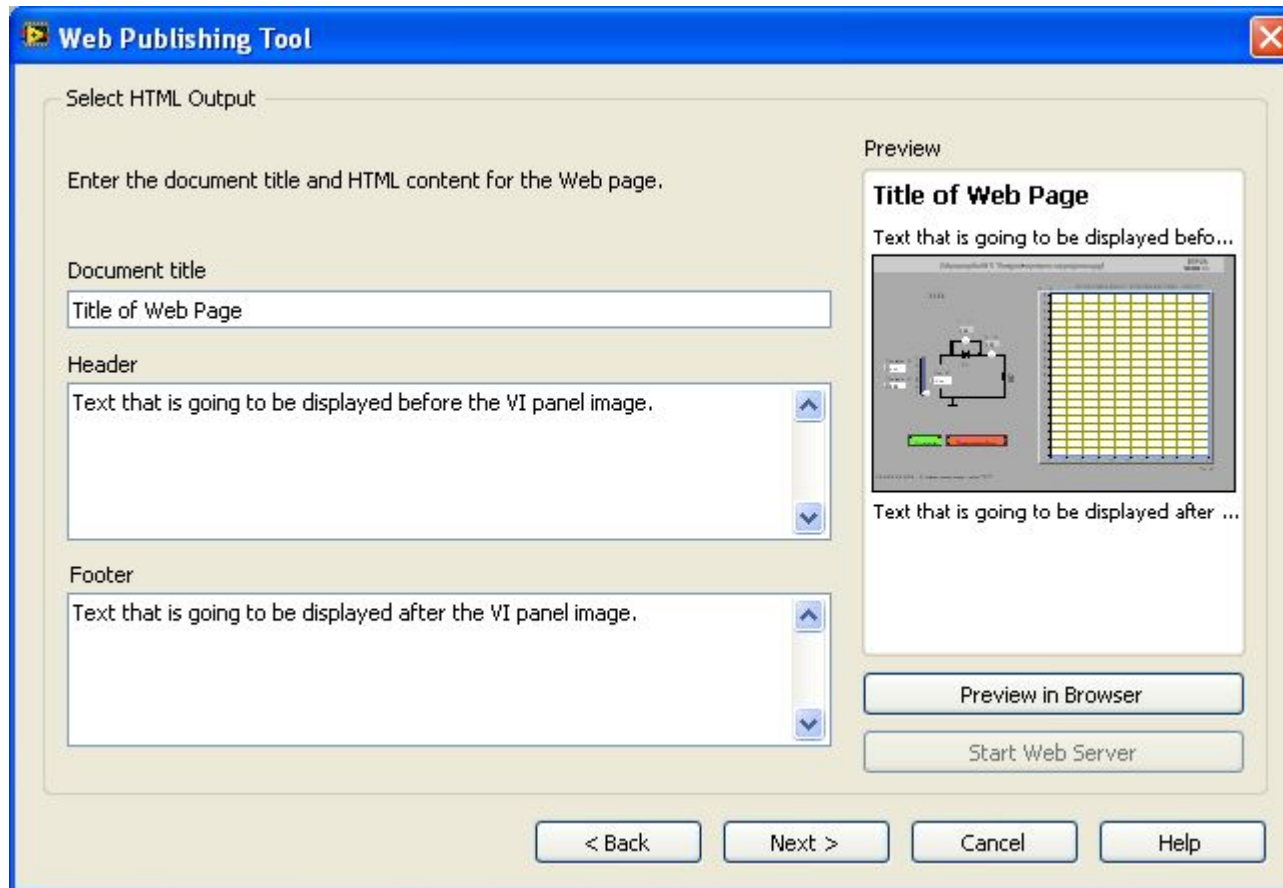 Web Publishing Tool
Select HTML Output
Enter the document title and HTML content for the Web page.
Document title
Title of Web Page
Header
Text that is going to be displayed before the VI panel image.
Footer
Text that is going to be displayed after the VI panel image.
Preview
Title of Web Page
Text that is going to be displayed befo...
Text that is going to be displayed after ...
Preview in Browser
Start Web Server
< Back
Next >
Cancel
Help